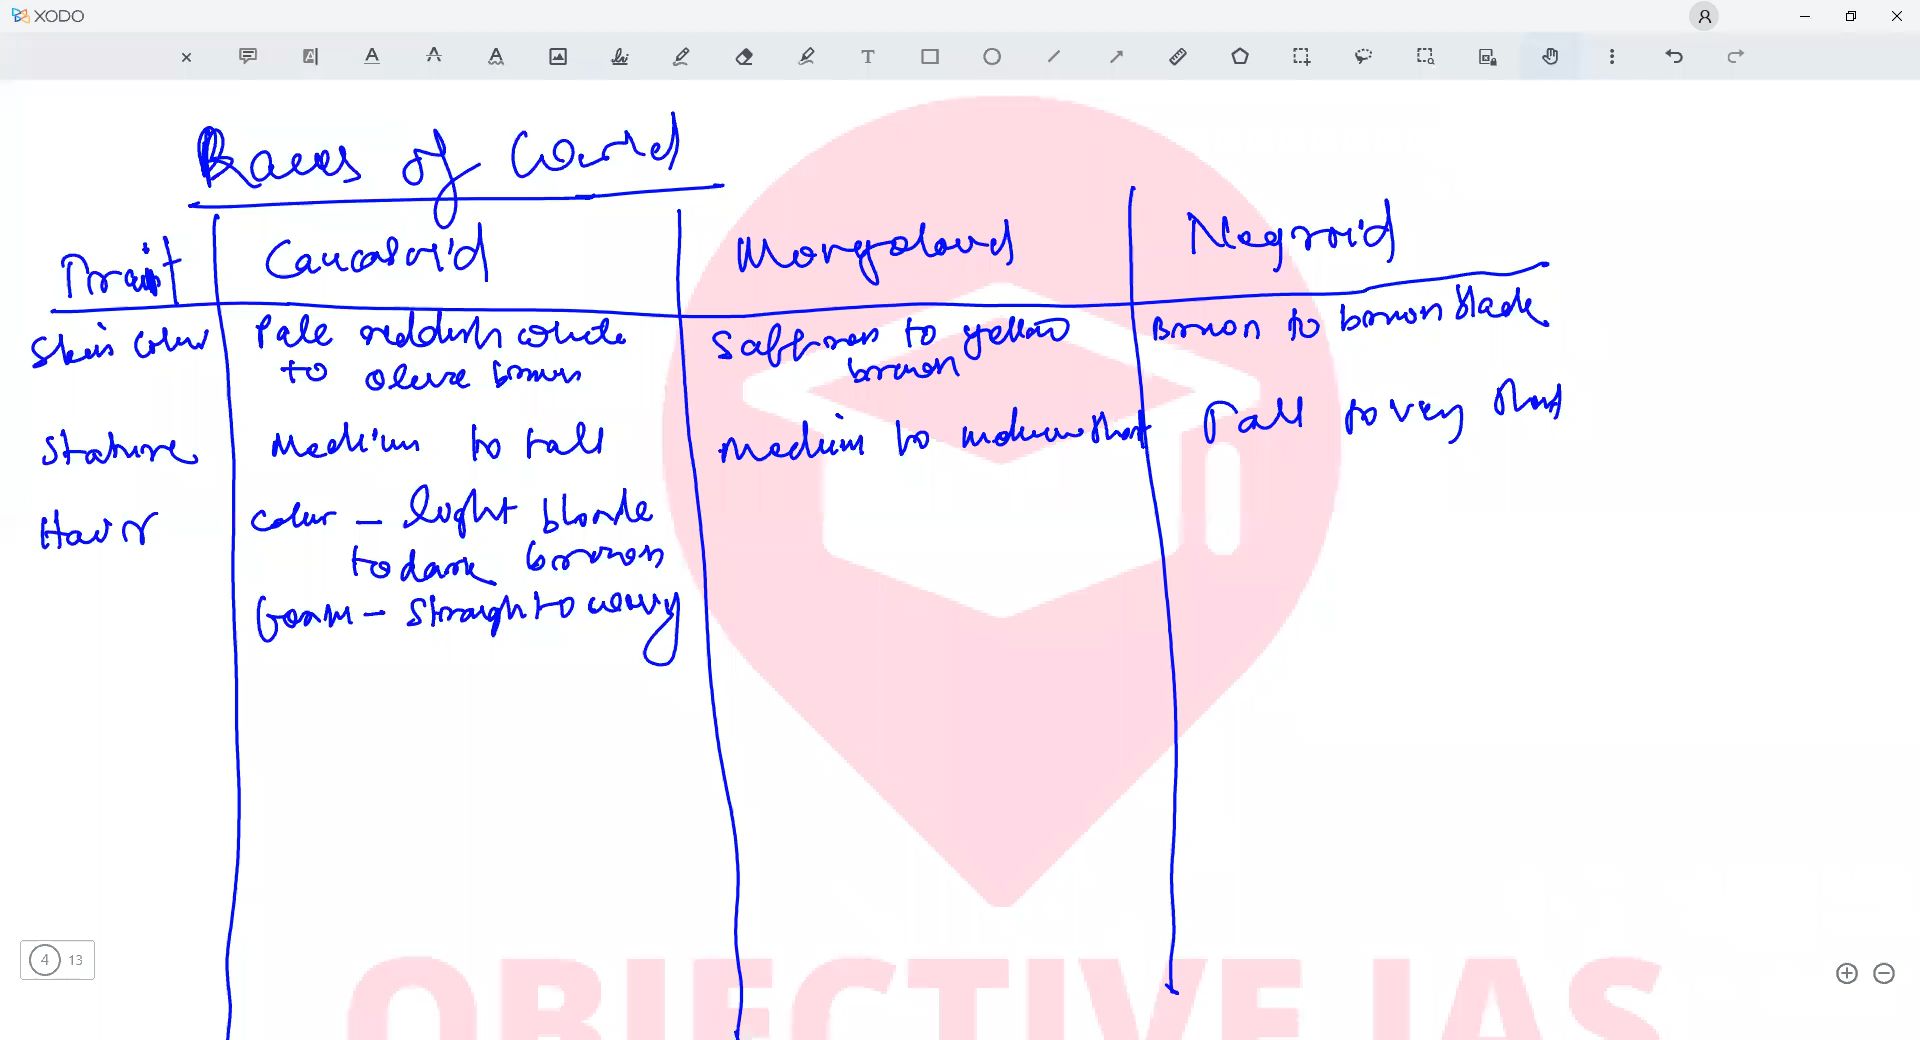 XODO
Races of World
Trait Caucasoid Mongoloid Negroid
Skin colour Pale reddish white Saffron to yellow Brown to brown black
to olive brown brown
Stature Medium to tall Medium to medium short Tall to very short
Hair colour – light blonde
to dark brown
form – straight to wavy
4 13
OBJECTIVE IAS